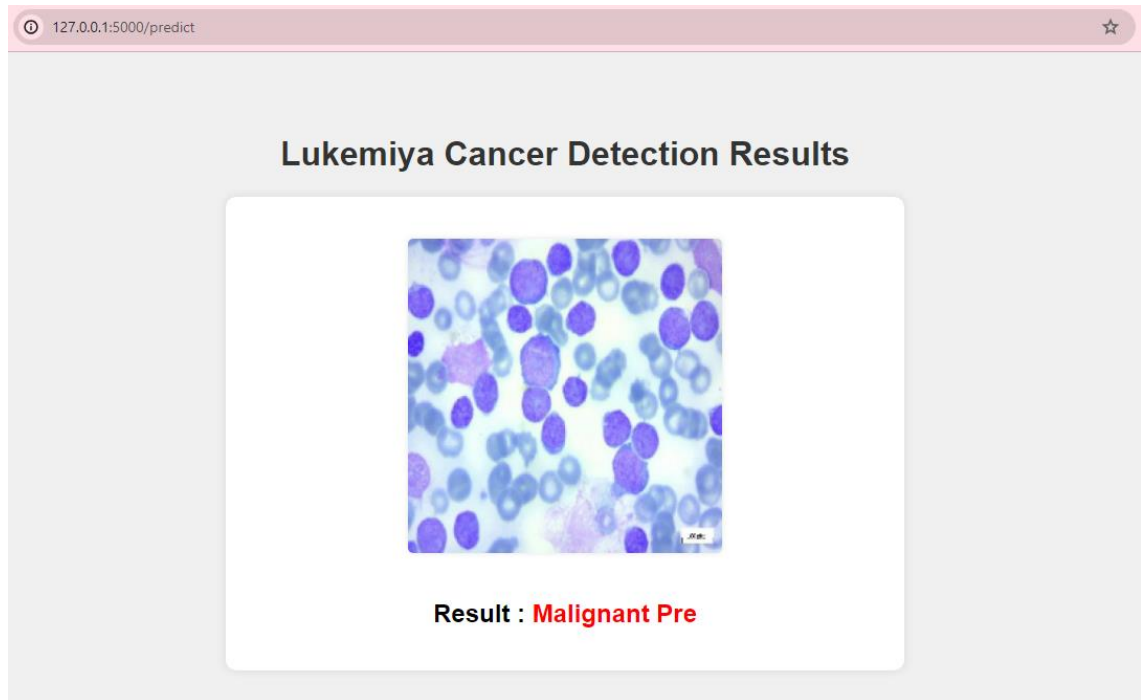 127.0.0.1:5000/predict
Lukemiya Cancer Detection Results
Result : Malignant Pre